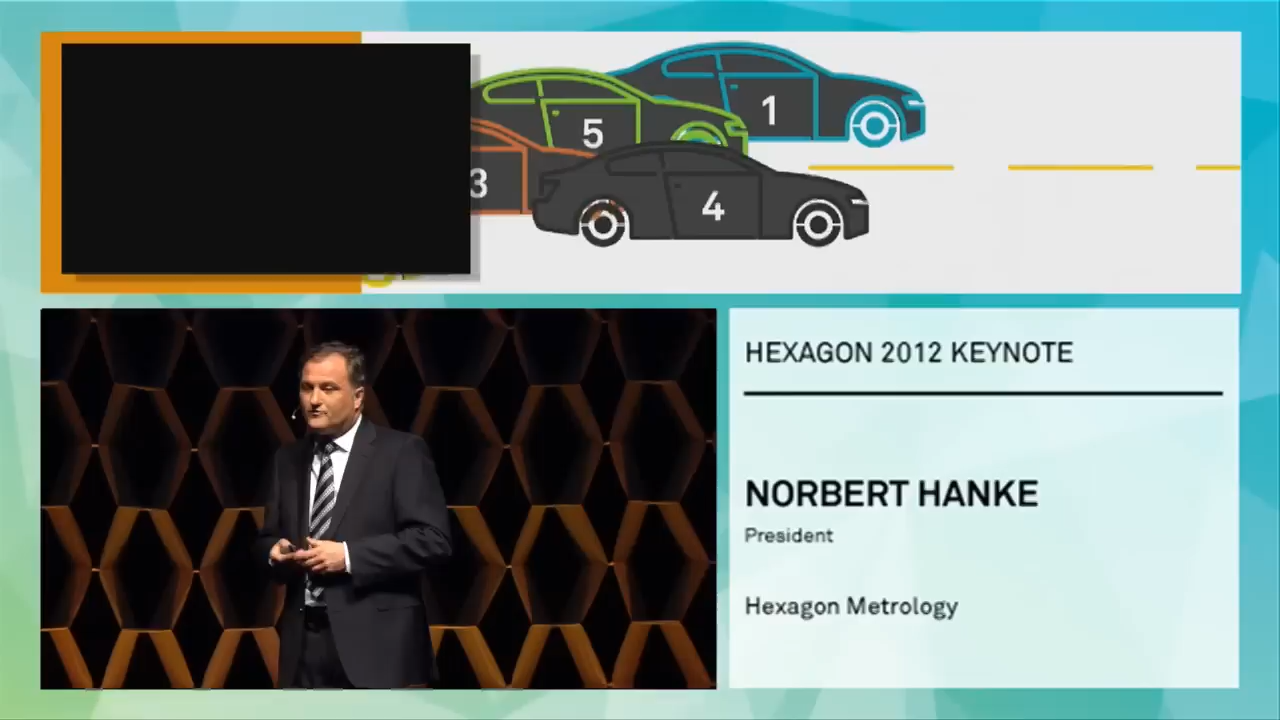 1
5
3
4
HEXAGON 2012 KEYNOTE
NORBERT HANKE
President
Hexagon Metrology